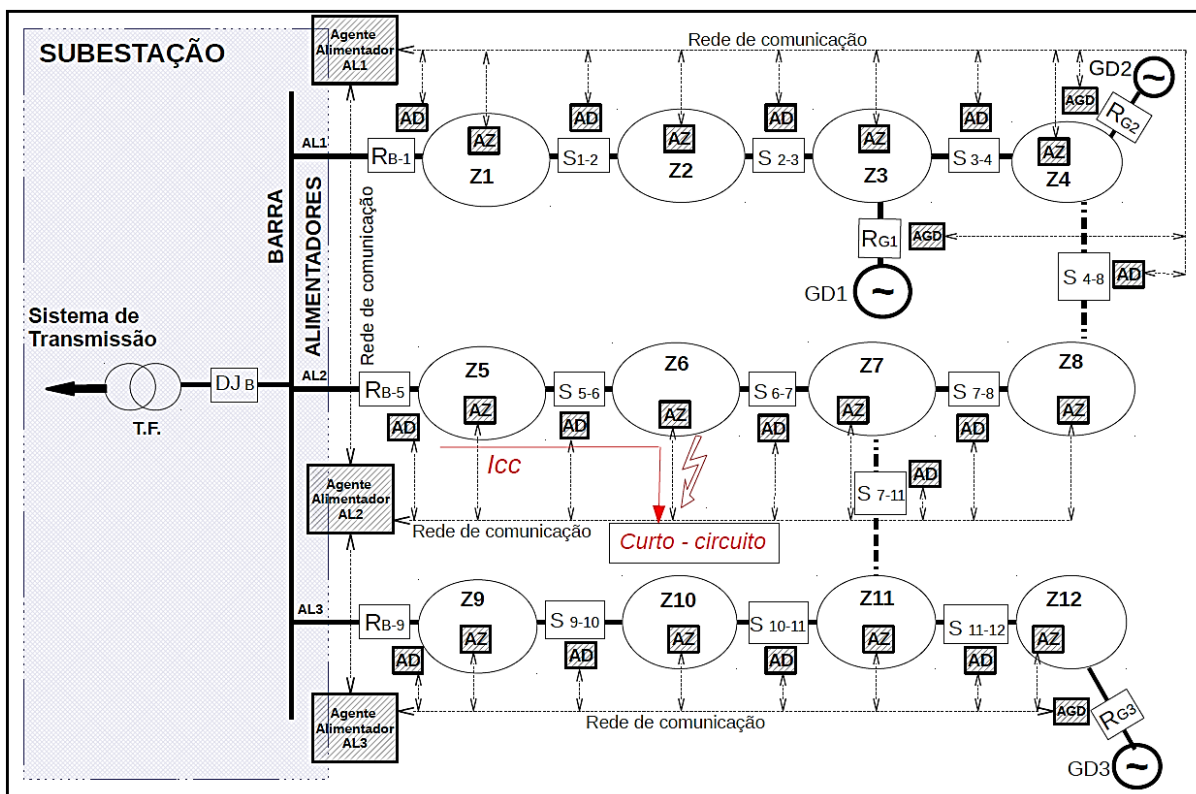 SUBESTAÇÃO
Agente
Alimentador
AL1
Rede de comunicação
GD2
~
AGD
RG2
AD
AD
AD
AD
AL1
RB-1
AZ
Z1
S1-2
AZ
Z2
S 2-3
AZ
Z3
S 3-4
AZ
Z4
BARRA
ALIMENTADORES
Rede de comunicação
RG1
AGD
GD1
~
S 4-8
AD
Sistema de
Transmissão
T.F.
DJ B
AL2
RB-5
Z5
AZ
S 5-6
Z6
AZ
S 6-7
Z7
AZ
S 7-8
Z8
AZ
AD
AD
AD
AD
Icc
S 7-11
AD
Agente
Alimentador
AL2
Rede de comunicação
Curto - circuito
AL3
RB-9
Z9
AZ
S 9-10
Z10
AZ
S 10-11
Z11
AZ
S 11-12
Z12
AZ
AD
AD
AD
AD
Agente
Alimentador
AL3
Rede de comunicação
AGD
RG3
GD3
~